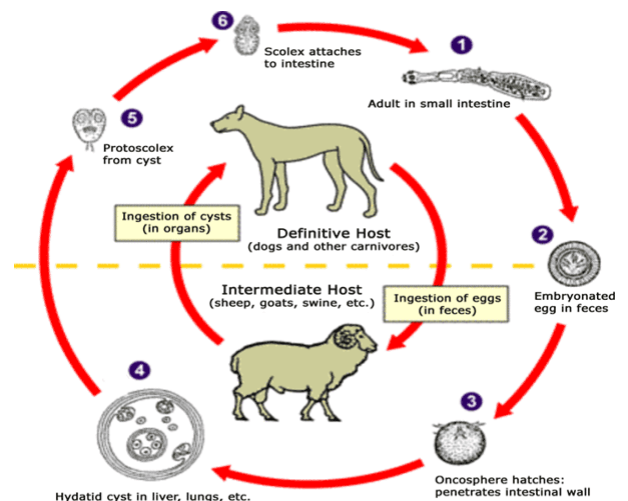 6
Scolex attaches
to intestine
1
Adult in small intestine
5
Protoscolex
from cyst
Ingestion of cysts
(in organs)
Definitive Host
(dogs and other carnivores)
2
Embryonated
egg in feces
Intermediate Host
(sheep, goats, swine, etc.)
Ingestion of eggs
(in feces)
4
Hydatid cyst in liver, lungs, etc.
3
Oncosphere hatches:
penetrates intestinal wall